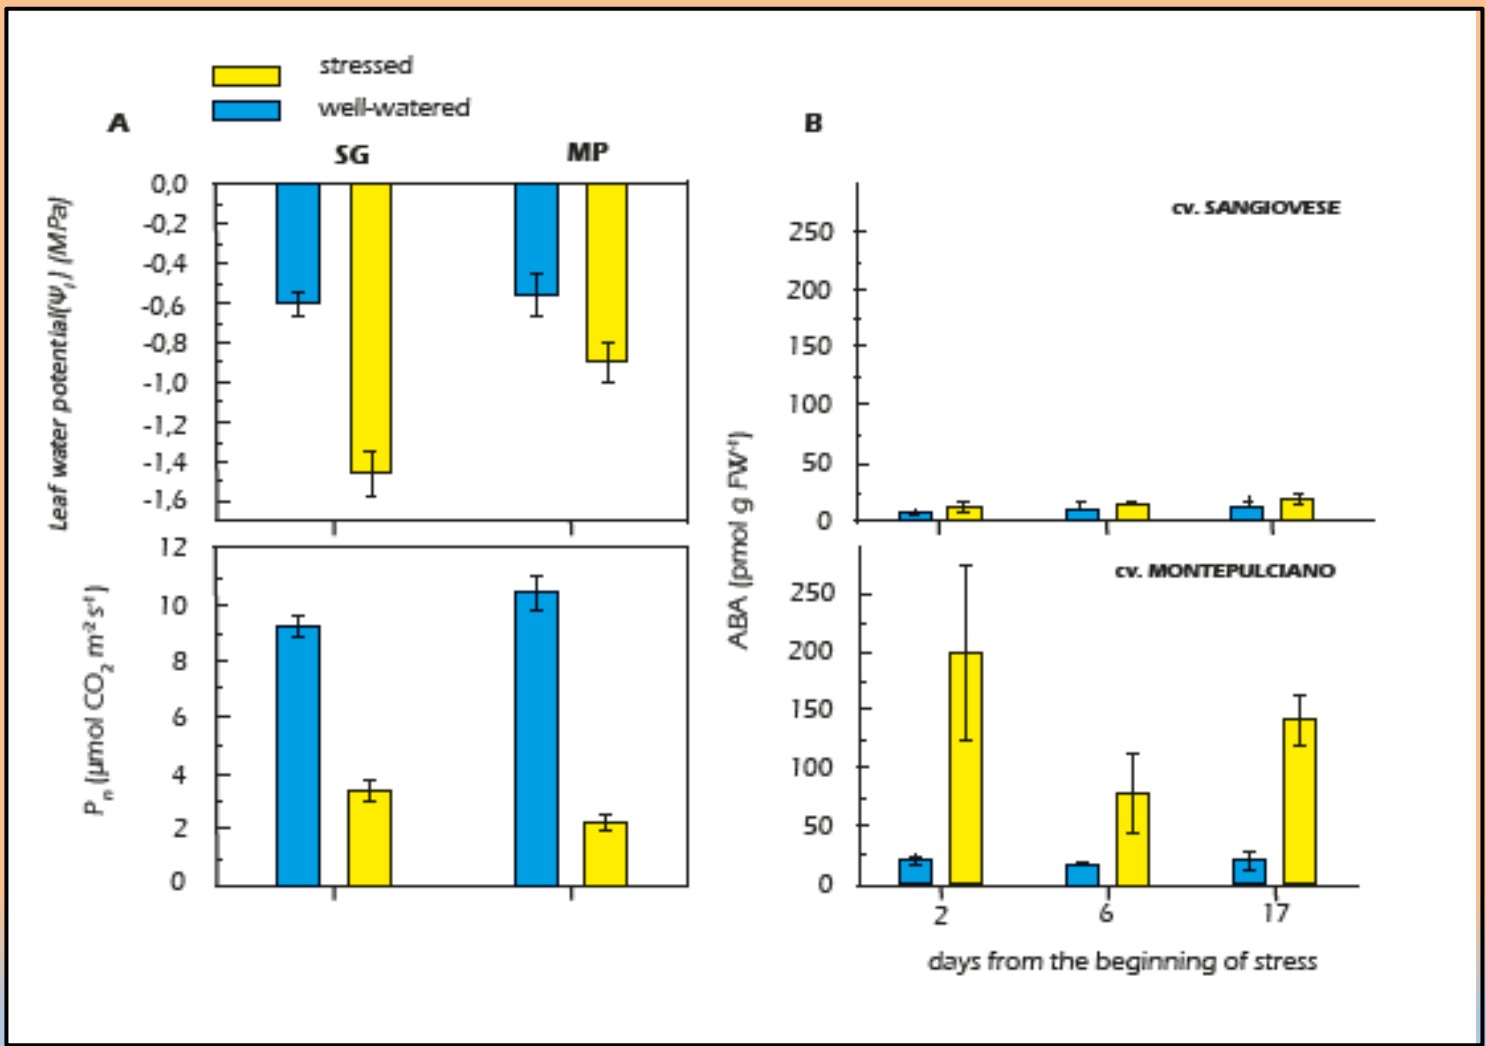 stressed
well-watered
A
SG
MP
0,0
-0,2
-0,4
-0,6
-0,8
-1,0
-1,2
-1,4
-1,6
Leaf water potential(Ψl) (MPa)
12
10
8
6
4
2
0
Pn (μmol CO2 m-2 s-1)
B
cv. SANGIOVESE
250
200
150
100
50
0
ABA (pmol g FW-1)
cv. MONTEPULCIANO
250
200
150
100
50
0
2 6 17
days from the beginning of stress